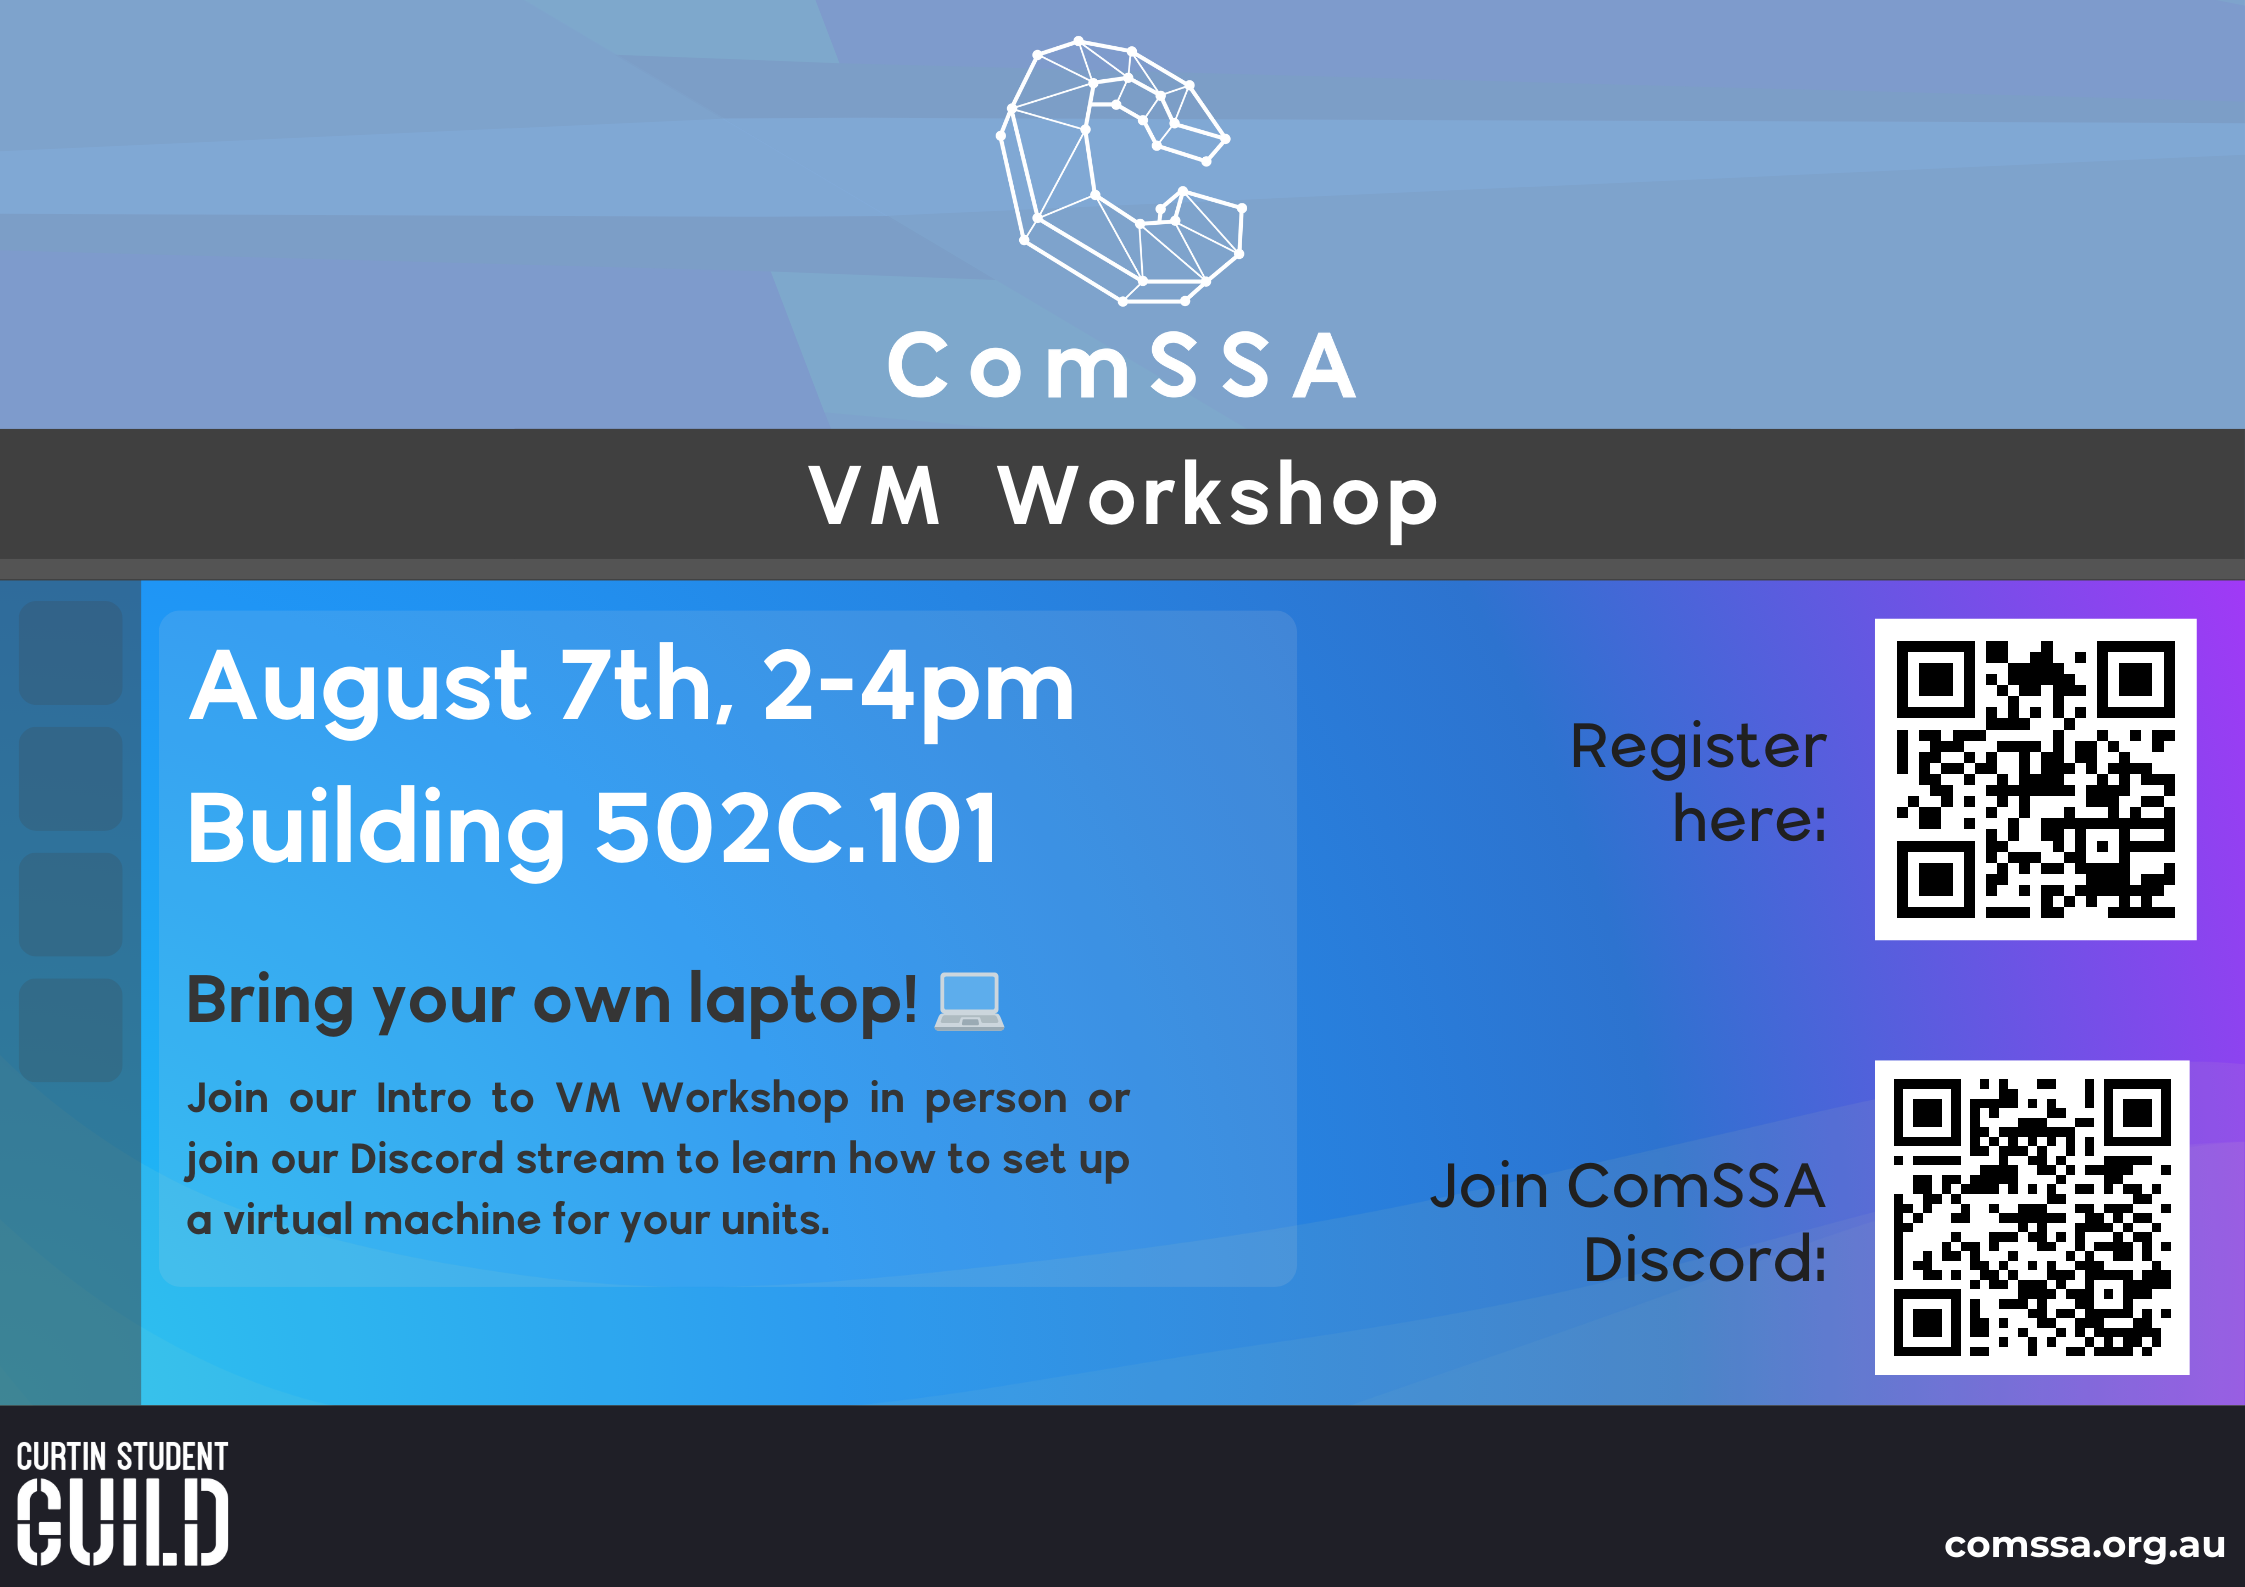 ComSSA
VM Workshop
August 7th, 2-4pm
Building 502C.101
Bring your own laptop!
Join our Intro to VM Workshop in person or
join our Discord stream to learn how to set up
a virtual machine for your units.
Register
here:
Join ComSSA
Discord:
CURTIN STUDENT
GUILD
comssa.org.au